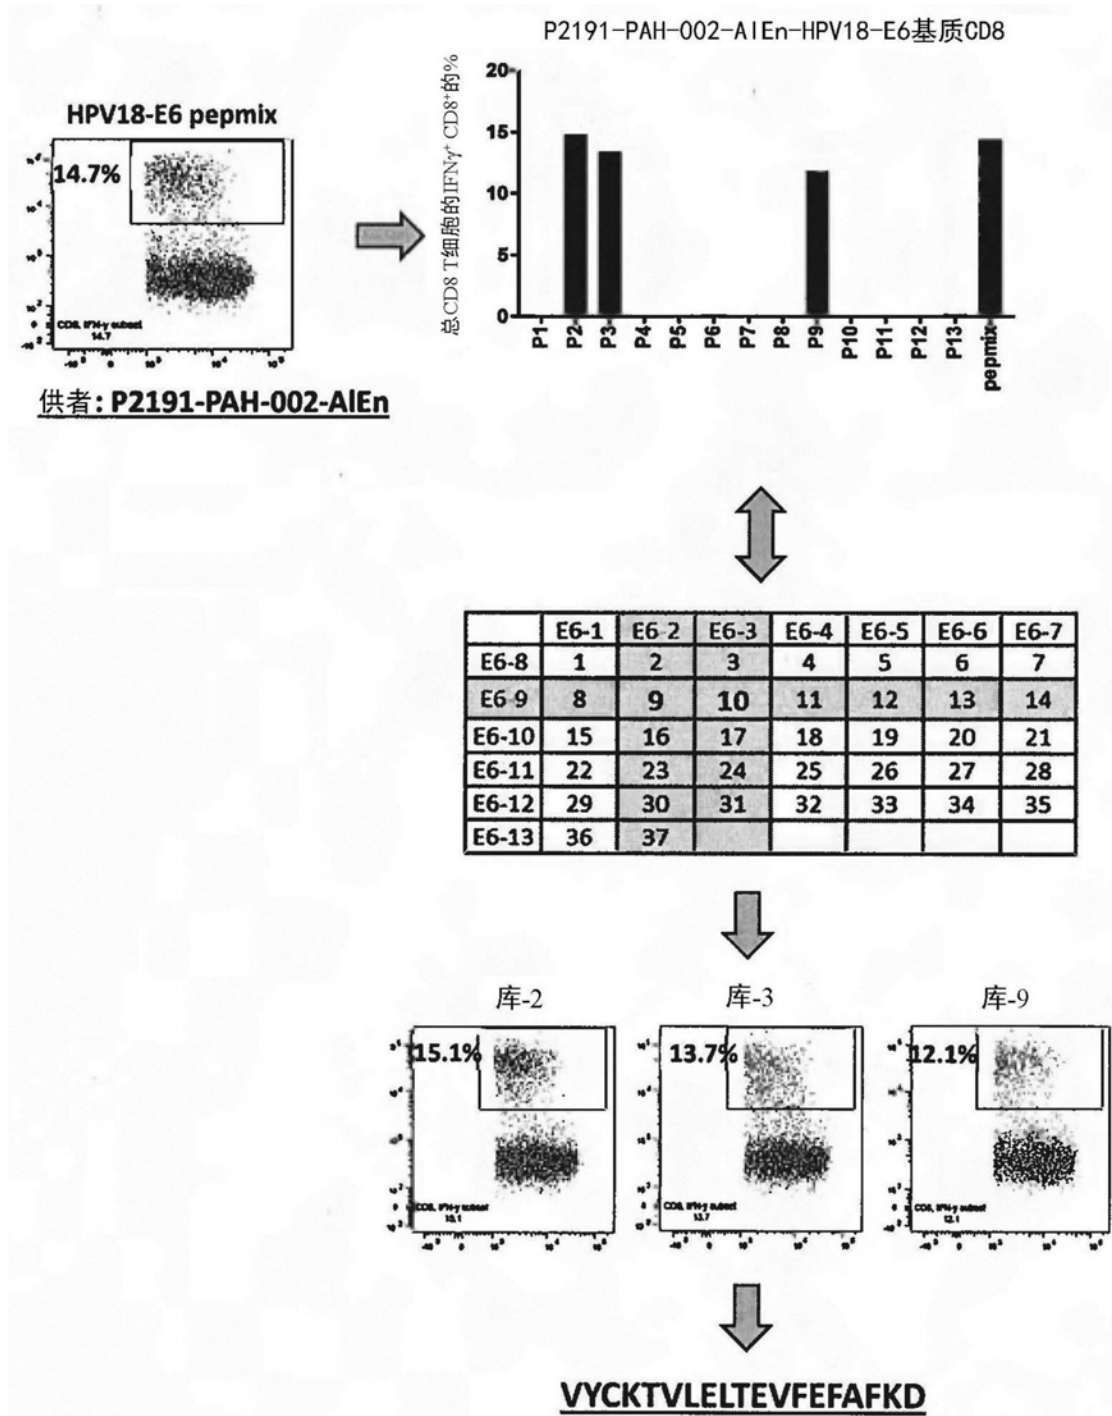 P2191-PAH-002-AlEn-HPV18-E6基质CD8
HPV18-E6 pepmix
14.7%
CD8, IFN-γ subset
14.7
供者: P2191-PAH-002-AlEn
总CD8 T细胞的IFNγ⁺ CD8⁺的%
20
15
10
5
0
P1 P2 P3 P4 P5 P6 P7 P8 P9 P10 P11 P12 P13 pepmix
E6-1 E6-2 E6-3 E6-4 E6-5 E6-6 E6-7
E6-8 1 2 3 4 5 6 7
E6-9 8 9 10 11 12 13 14
E6-10 15 16 17 18 19 20 21
E6-11 22 23 24 25 26 27 28
E6-12 29 30 31 32 33 34 35
E6-13 36 37
库-2 库-3 库-9
15.1% 13.7% 12.1%
CD8, IFN-γ subset CD8, IFN-γ subset CD8, IFN-γ subset
15.1 13.7 12.1
VYCKTVLELTEVFEFAFKD